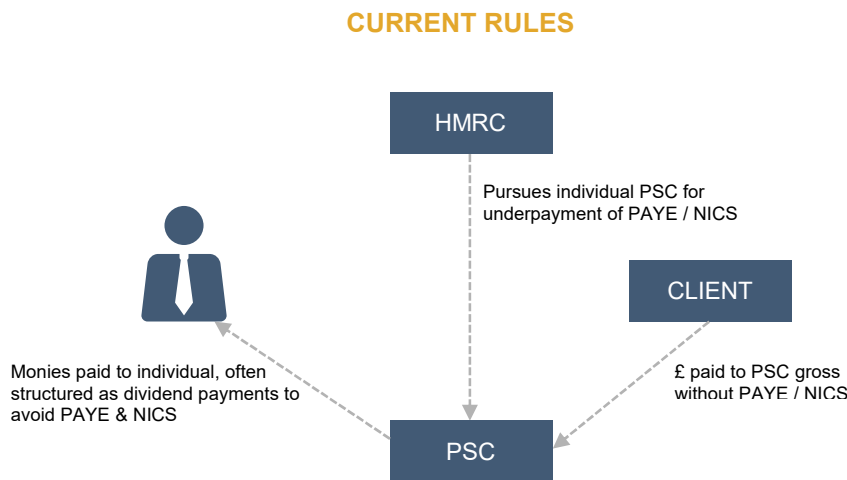 CURRENT RULES
HMRC
Pursues individual PSC for
underpayment of PAYE / NICS
CLIENT
Monies paid to individual, often
structured as dividend payments to
avoid PAYE & NICS
£ paid to PSC gross
without PAYE / NICS
PSC